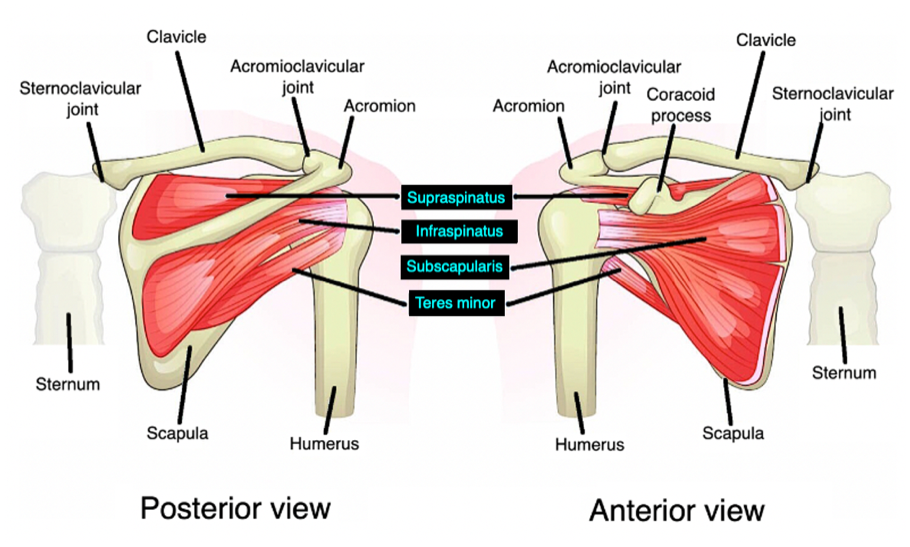 Clavicle
Acromioclavicular
joint
Sternoclavicular
joint
Acromion
Clavicle
Acromioclavicular
joint
Coracoid
process
Sternoclavicular
joint
Acromion
Supraspinatus
Infraspinatus
Subscapularis
Teres minor
Sternum
Scapula
Humerus
Humerus
Scapula
Sternum
Posterior view
Anterior view